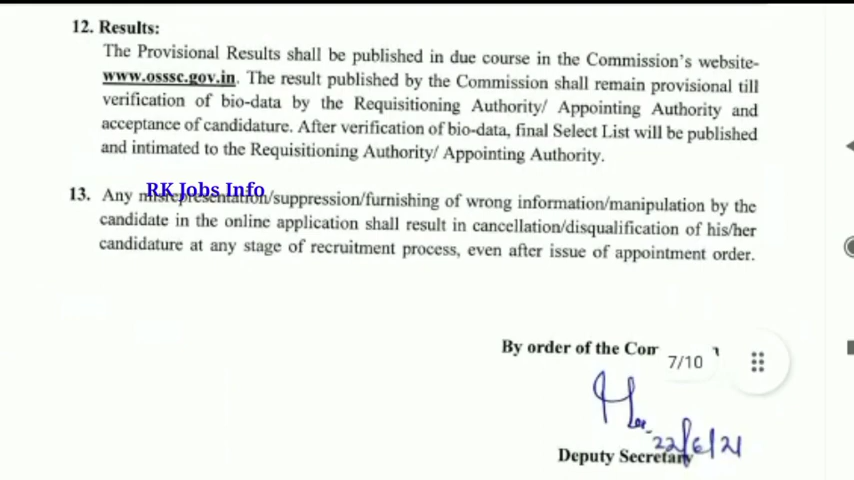 12. Results:
The Provisional Results shall be published in due course in the Commission's website-
www.osssc.gov.in. The result published by the Commission shall remain provisional till
verification of bio-data by the Requisitioning Authority/ Appointing Authority and
acceptance of candidature. After verification of bio-data, final Select List will be published
and intimated to the Requisitioning Authority/ Appointing Authority.
RK Jobs Info
13. Any misrepresentation/suppression/furnishing of wrong information/manipulation by the
candidate in the online application shall result in cancellation/disqualification of his/her
candidature at any stage of recruitment process, even after issue of appointment order.
By order of the Com
7/10
22/6/21
Deputy Secretary